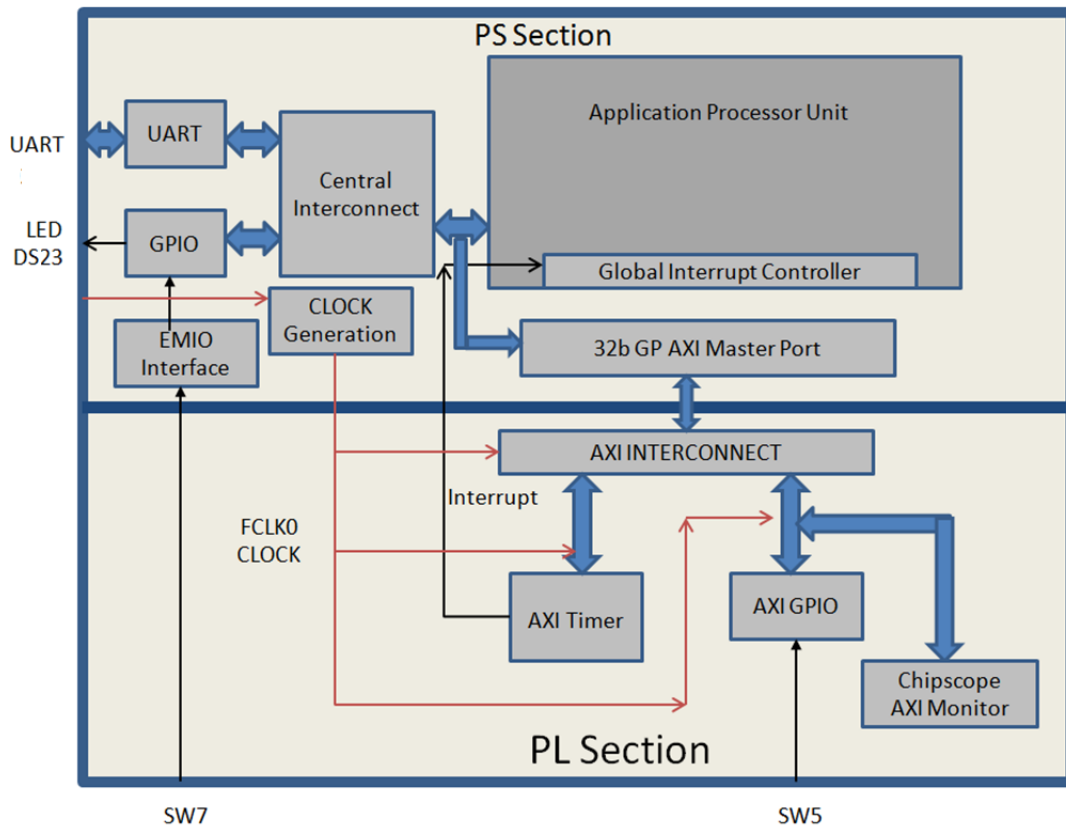 PS Section
Application Processor Unit
UART
UART
Central
Interconnect
LED
DS23
GPIO
Global Interrupt Controller
CLOCK
Generation
EMIO
Interface
32b GP AXI Master Port
AXI INTERCONNECT
Interrupt
FCLK0
CLOCK
AXI Timer
AXI GPIO
Chipscope
AXI Monitor
PL Section
SW7
SW5